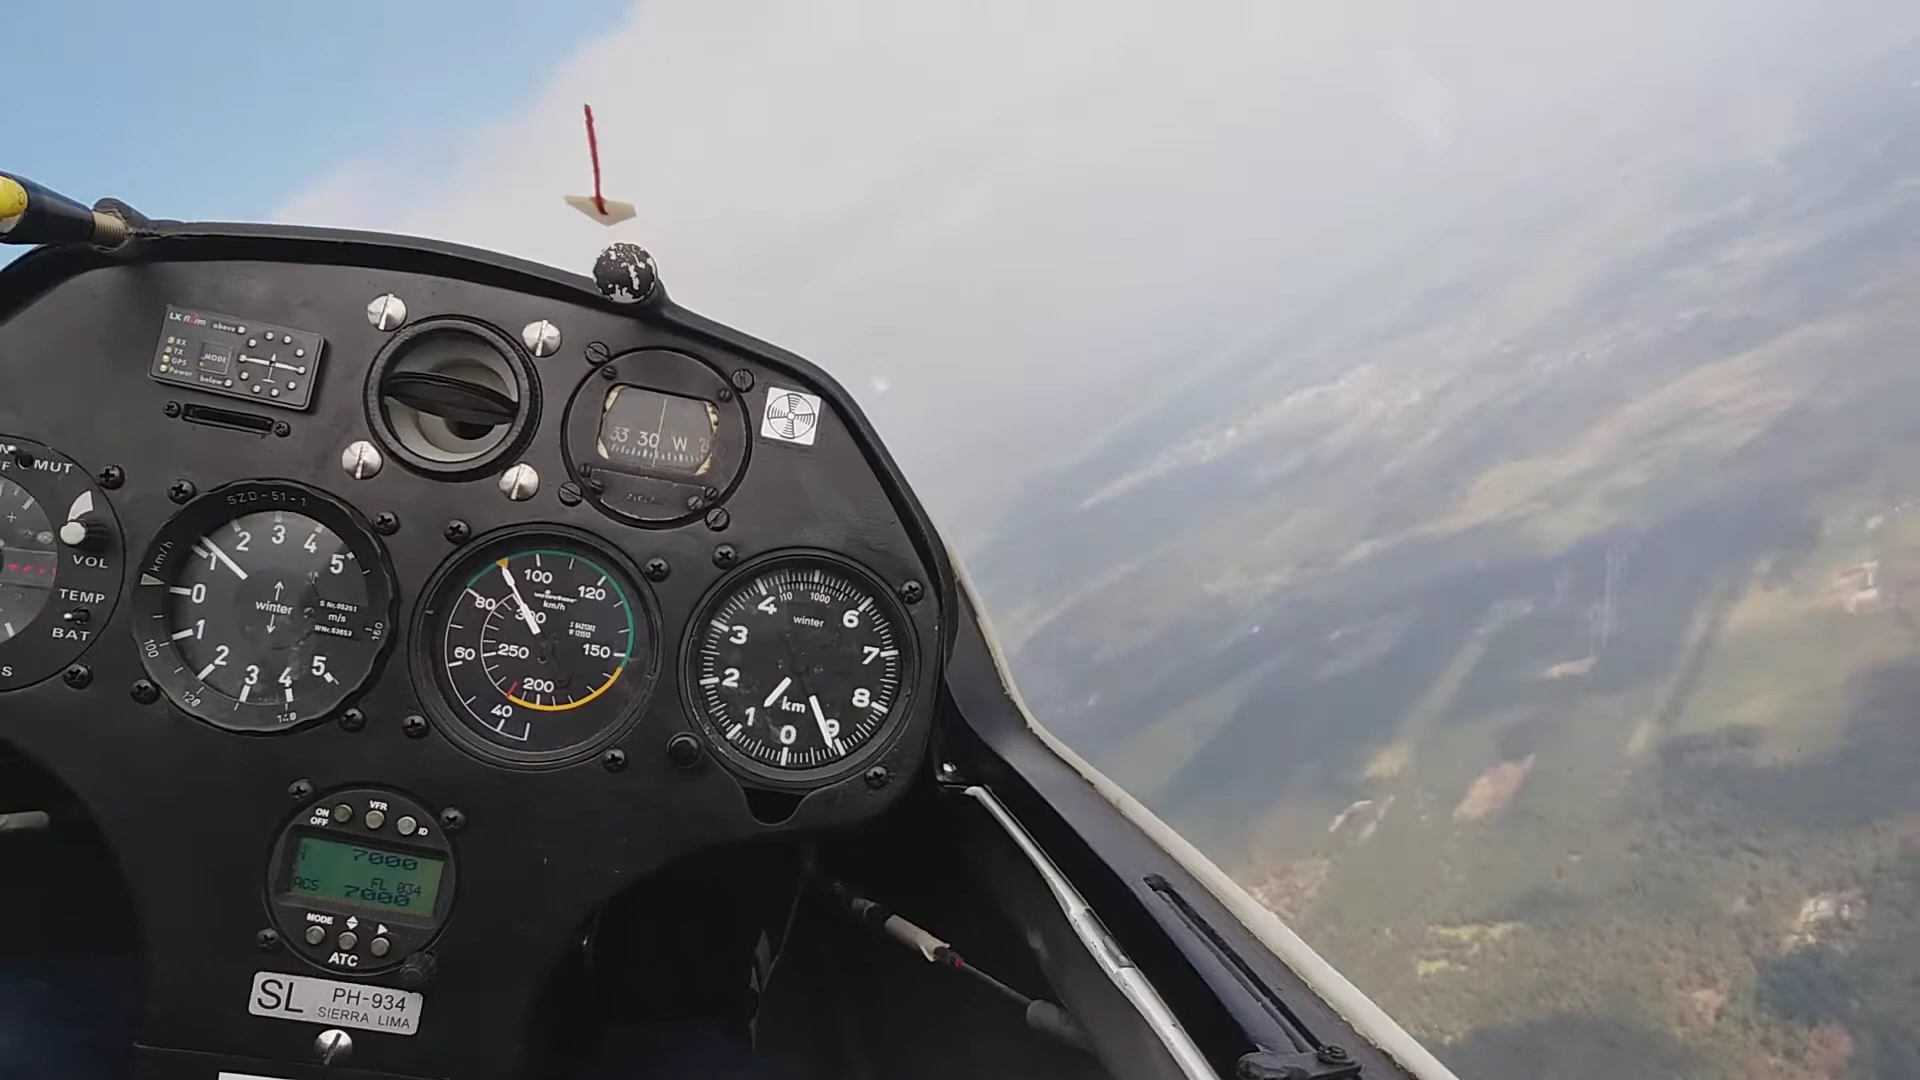 LX flarm above
RX
TX
GPS
Power
MODE
below
33 30 W
MUT
VOL
TEMP
BAT
S
SZD-51-1
km/h
1 2 3 4 5
0
1 2 3 4 5
winter
m/s
100 120 140 160
80 100 120
km/h
300
60 250 150
200
40
4 1000 6
winter
3 7
2 8
km
1 0 9
VFR
ON
OFF
ID
7000
FL 034
ACS 7000
MODE
ATC
SL PH-934
SIERRA LIMA